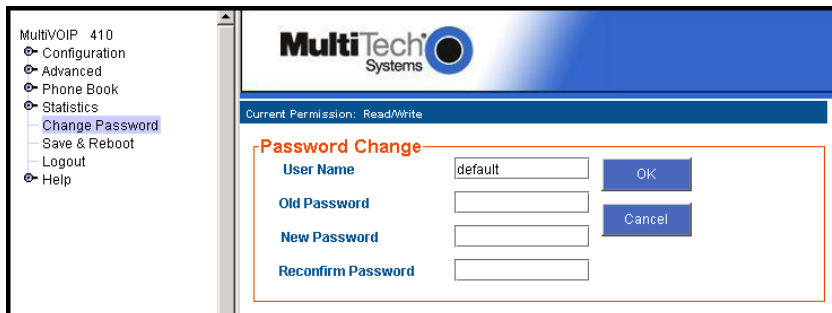 MultiVOIP 410
Configuration
Advanced
Phone Book
Statistics
Change Password
Save & Reboot
Logout
Help
MultiTech
Systems
Current Permission: Read/Write
Password Change
User Name
default
OK
Old Password
Cancel
New Password
Reconfirm Password